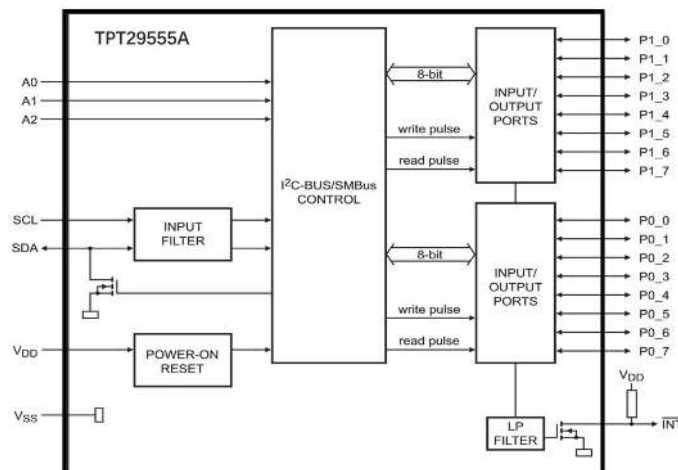 TPT29555A
A0
A1
A2
SCL
SDA
VDD
VSS
INPUT
FILTER
POWER-ON
RESET
I²C-BUS/SMBus
CONTROL
8-bit
write pulse
read pulse
8-bit
write pulse
read pulse
INPUT/
OUTPUT
PORTS
INPUT/
OUTPUT
PORTS
LP
FILTER
P1_0
P1_1
P1_2
P1_3
P1_4
P1_5
P1_6
P1_7
P0_0
P0_1
P0_2
P0_3
P0_4
P0_5
P0_6
P0_7
VDD
INT